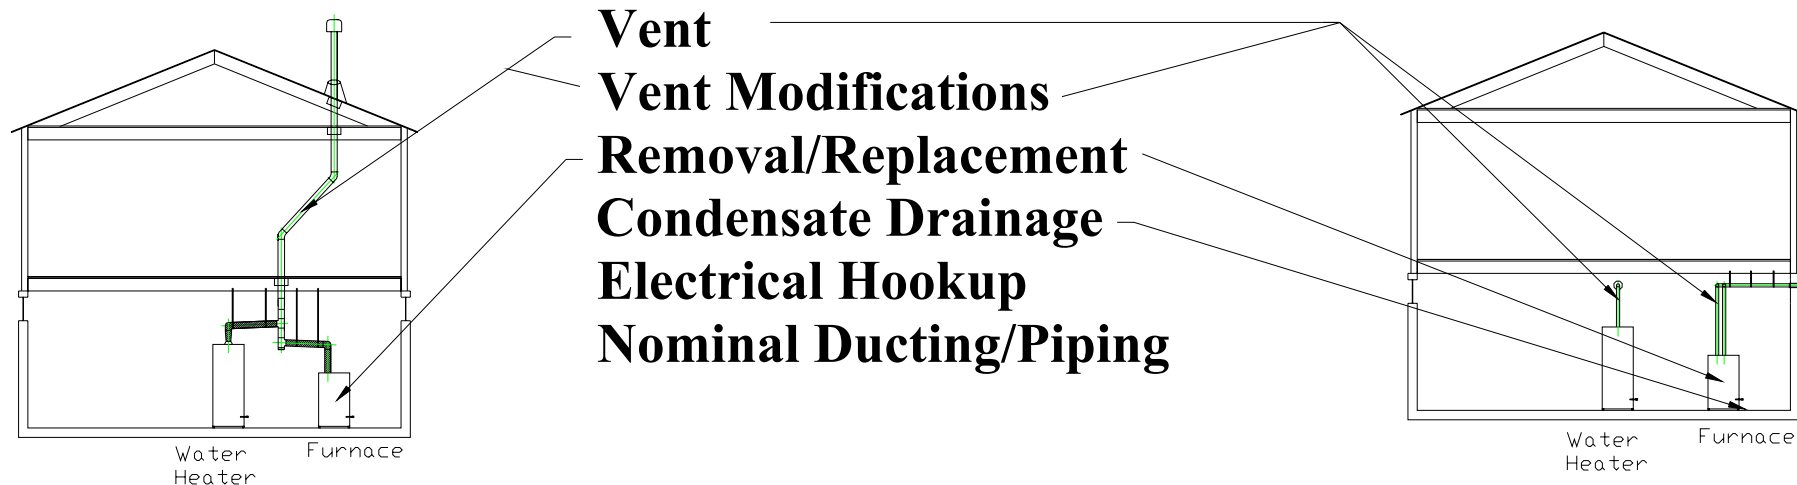 Vent
Vent Modifications
Removal/Replacement
Condensate Drainage
Electrical Hookup
Nominal Ducting/Piping
Water
Heater
Furnace
Water
Heater
Furnace